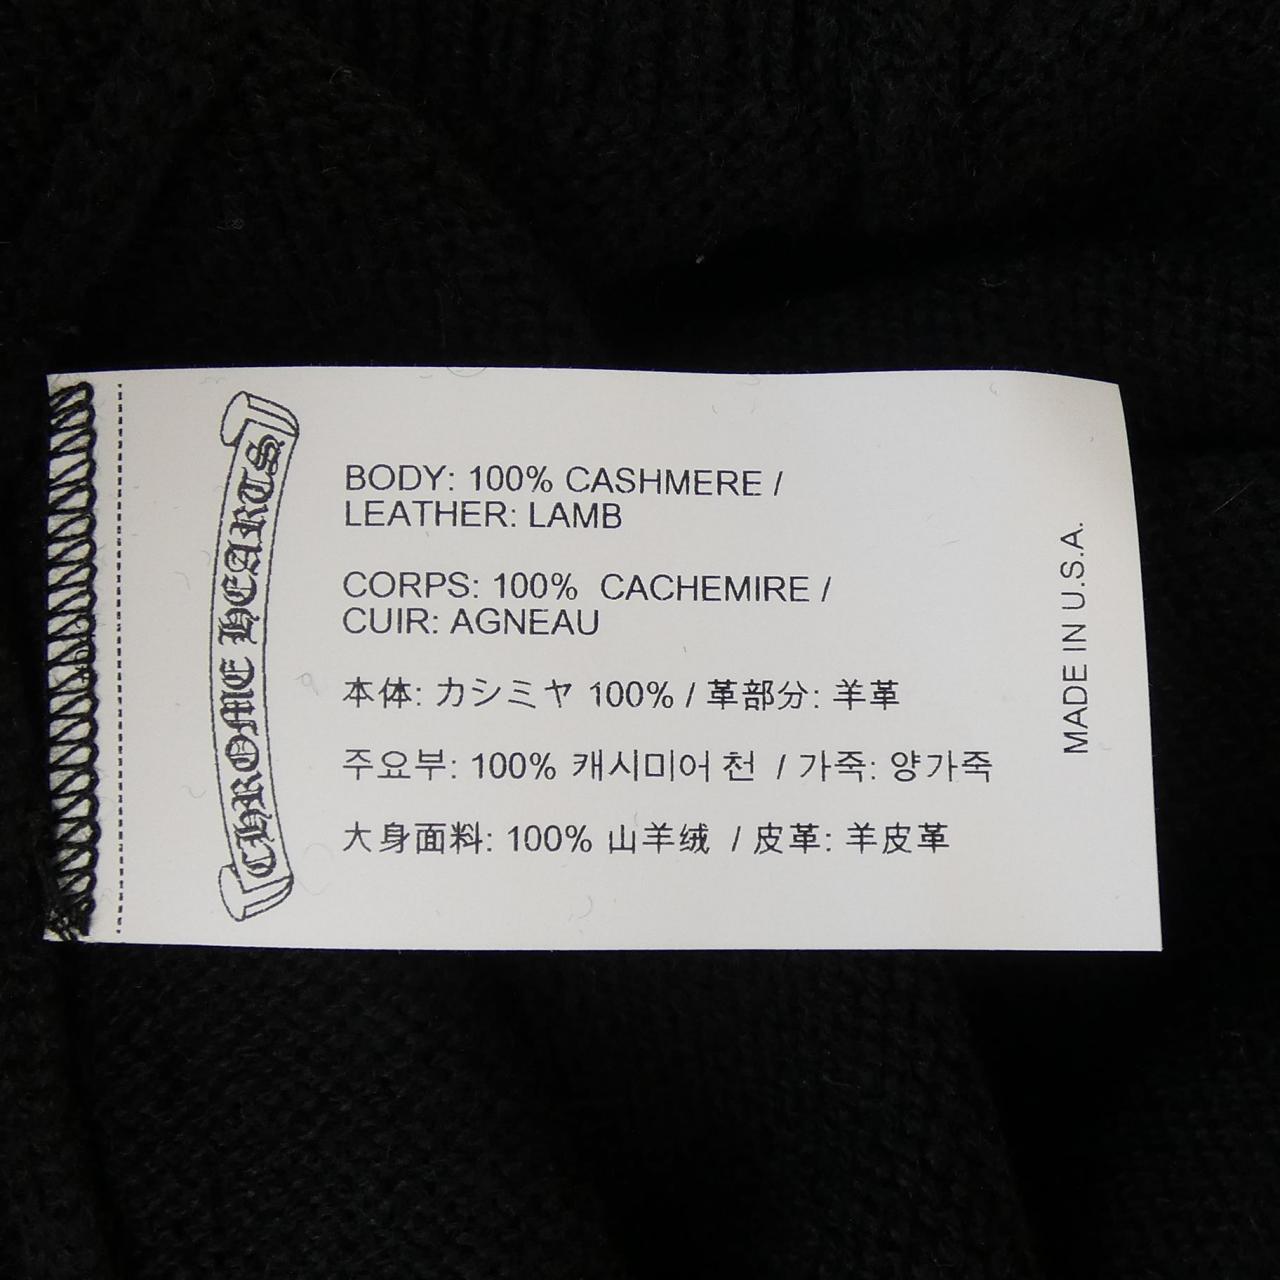 CHROME HEARTS
BODY: 100% CASHMERE /
LEATHER: LAMB
CORPS: 100% CACHEMIRE /
CUIR: AGNEAU
本体: カシミヤ 100% / 革部分: 羊革
주요부: 100% 캐시미어 천 / 가죽: 양가죽
大身面料: 100% 山羊绒 / 皮革: 羊皮革
MADE IN U.S.A.